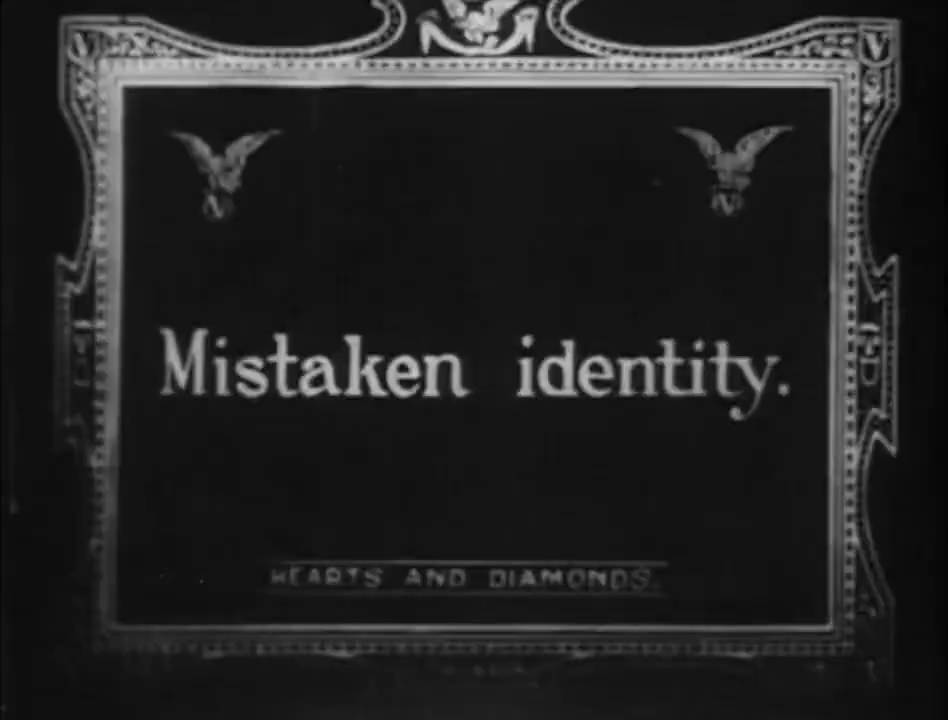 V V
V V
Mistaken identity.
HEARTS AND DIAMONDS.